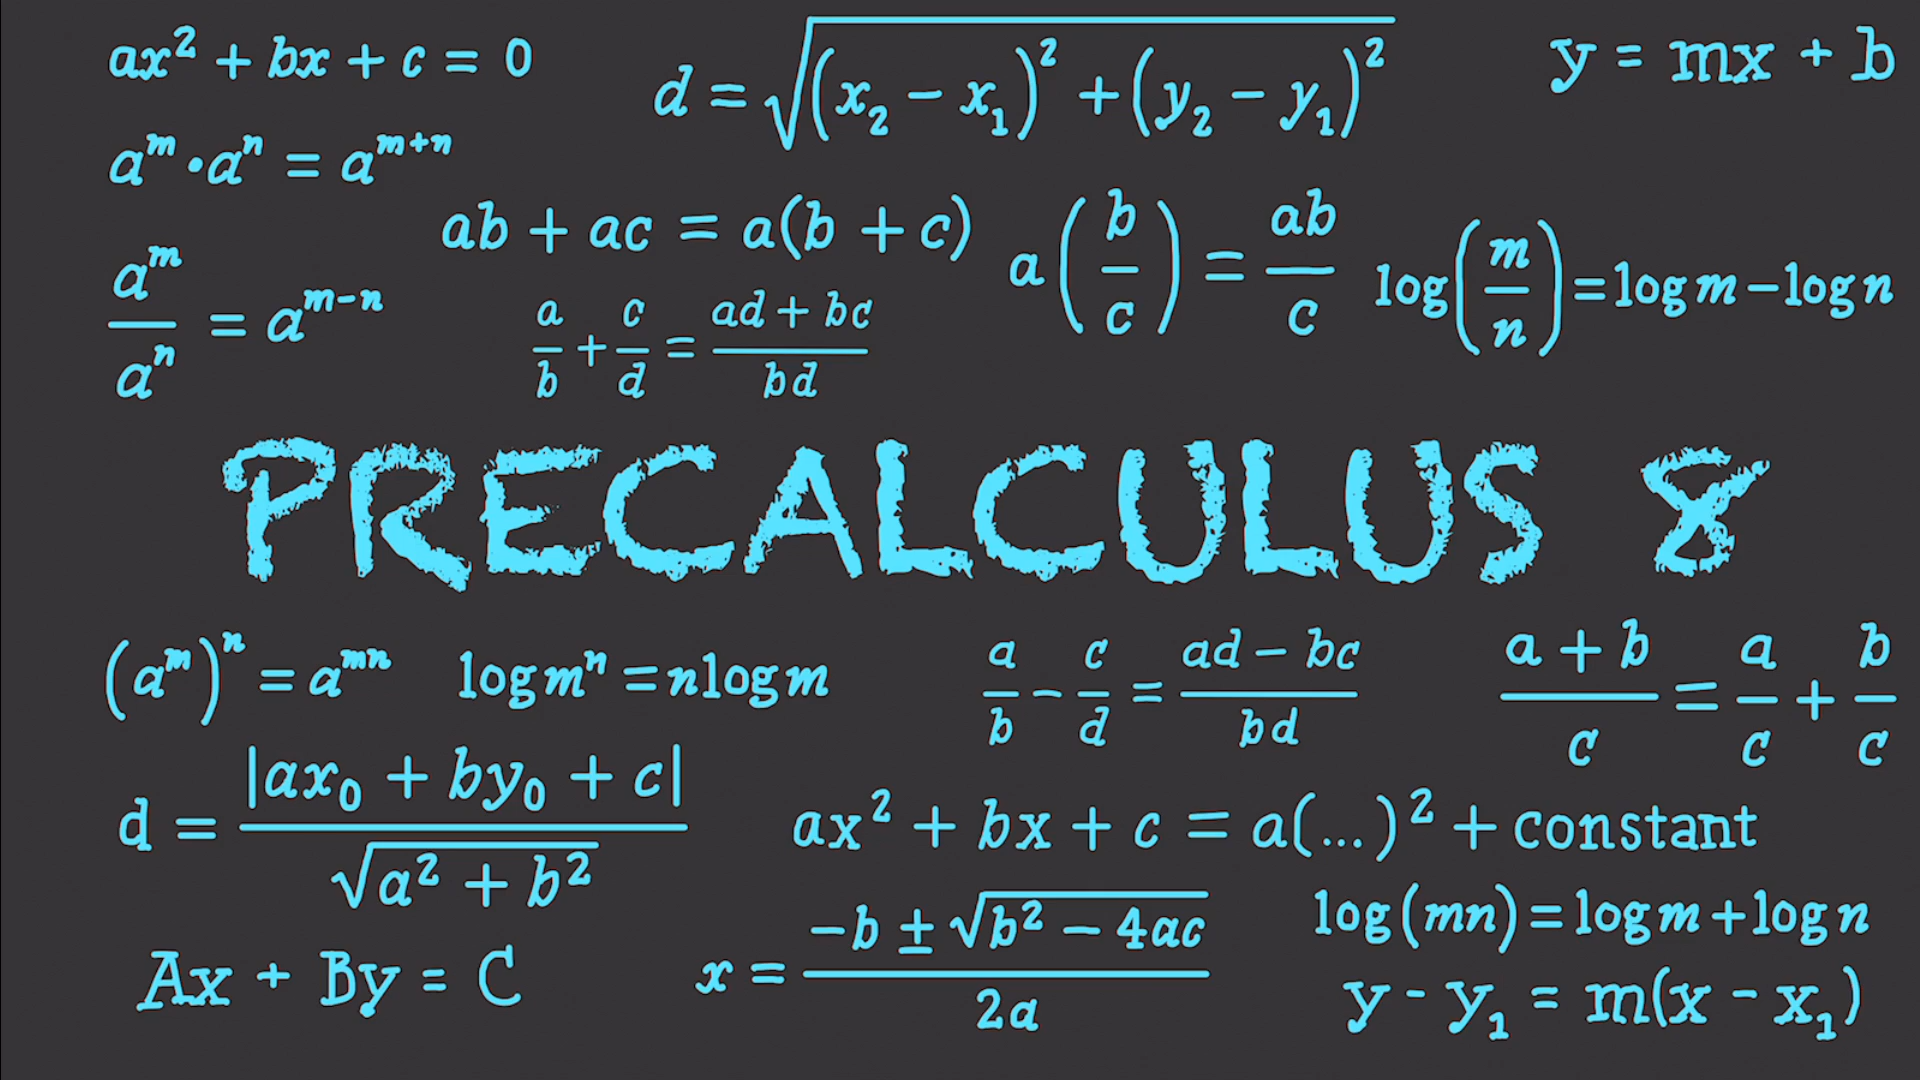 ax² + bx + c = 0
d = √((x₂ − x₁)² + (y₂ − y₁)²)
y = mx + b
aᵐ • aⁿ = aᵐ⁺ⁿ
ab + ac = a(b + c)
a(b/c) = ab/c
log(m/n) = log m − log n
aᵐ/aⁿ = aᵐ⁻ⁿ
a/b + c/d = (ad + bc)/bd
PRECALCULUS 8
(aᵐ)ⁿ = aᵐⁿ
log mⁿ = n log m
a/b − c/d = (ad − bc)/bd
(a + b)/c = a/c + b/c
d = |ax₀ + by₀ + c|/√(a² + b²)
ax² + bx + c = a(...)² + constant
log(mn) = log m + log n
Ax + By = C
x = (−b ± √(b² − 4ac))/2a
y - y₁ = m(x - x₁)